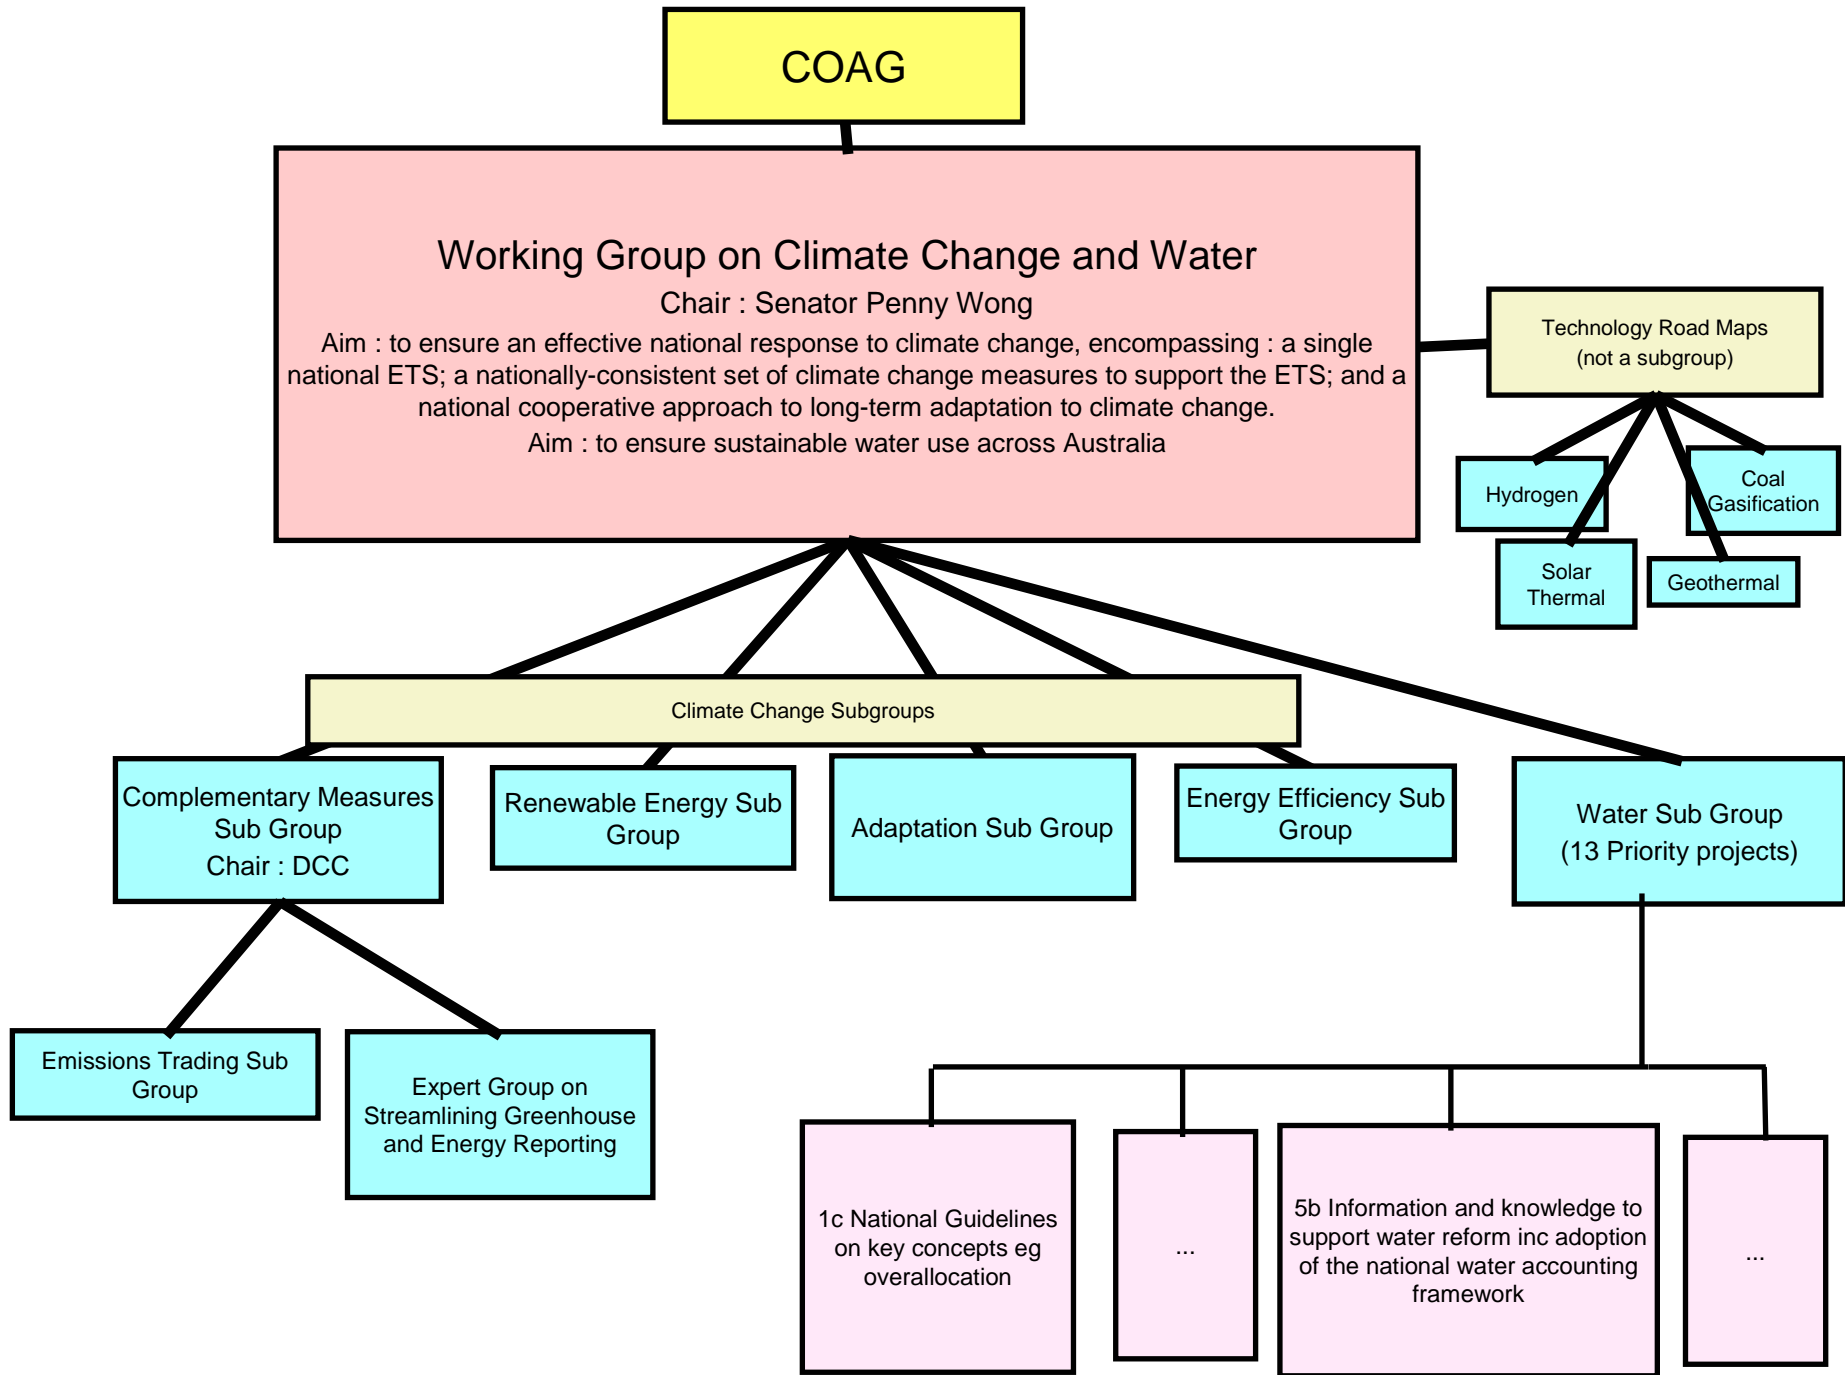 COAG
Working Group on Climate Change and Water
Chair : Senator Penny Wong
Aim : to ensure an effective national response to climate change, encompassing : a single
national ETS; a nationally-consistent set of climate change measures to support the ETS; and a
national cooperative approach to long-term adaptation to climate change.
Aim : to ensure sustainable water use across Australia
Technology Road Maps
(not a subgroup)
Hydrogen
Coal
Gasification
Solar
Thermal
Geothermal
Climate Change Subgroups
Complementary Measures
Sub Group
Chair : DCC
Renewable Energy Sub
Group
Adaptation Sub Group
Energy Efficiency Sub
Group
Water Sub Group
(13 Priority projects)
Emissions Trading Sub
Group
Expert Group on
Streamlining Greenhouse
and Energy Reporting
1c National Guidelines
on key concepts eg
overallocation
...
5b Information and knowledge to
support water reform inc adoption
of the national water accounting
framework
...